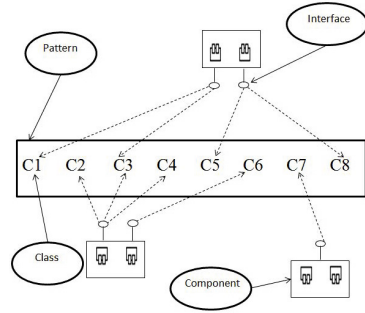 Interface
Pattern
C1 C2 C3 C4 C5 C6 C7 C8
Class
Component